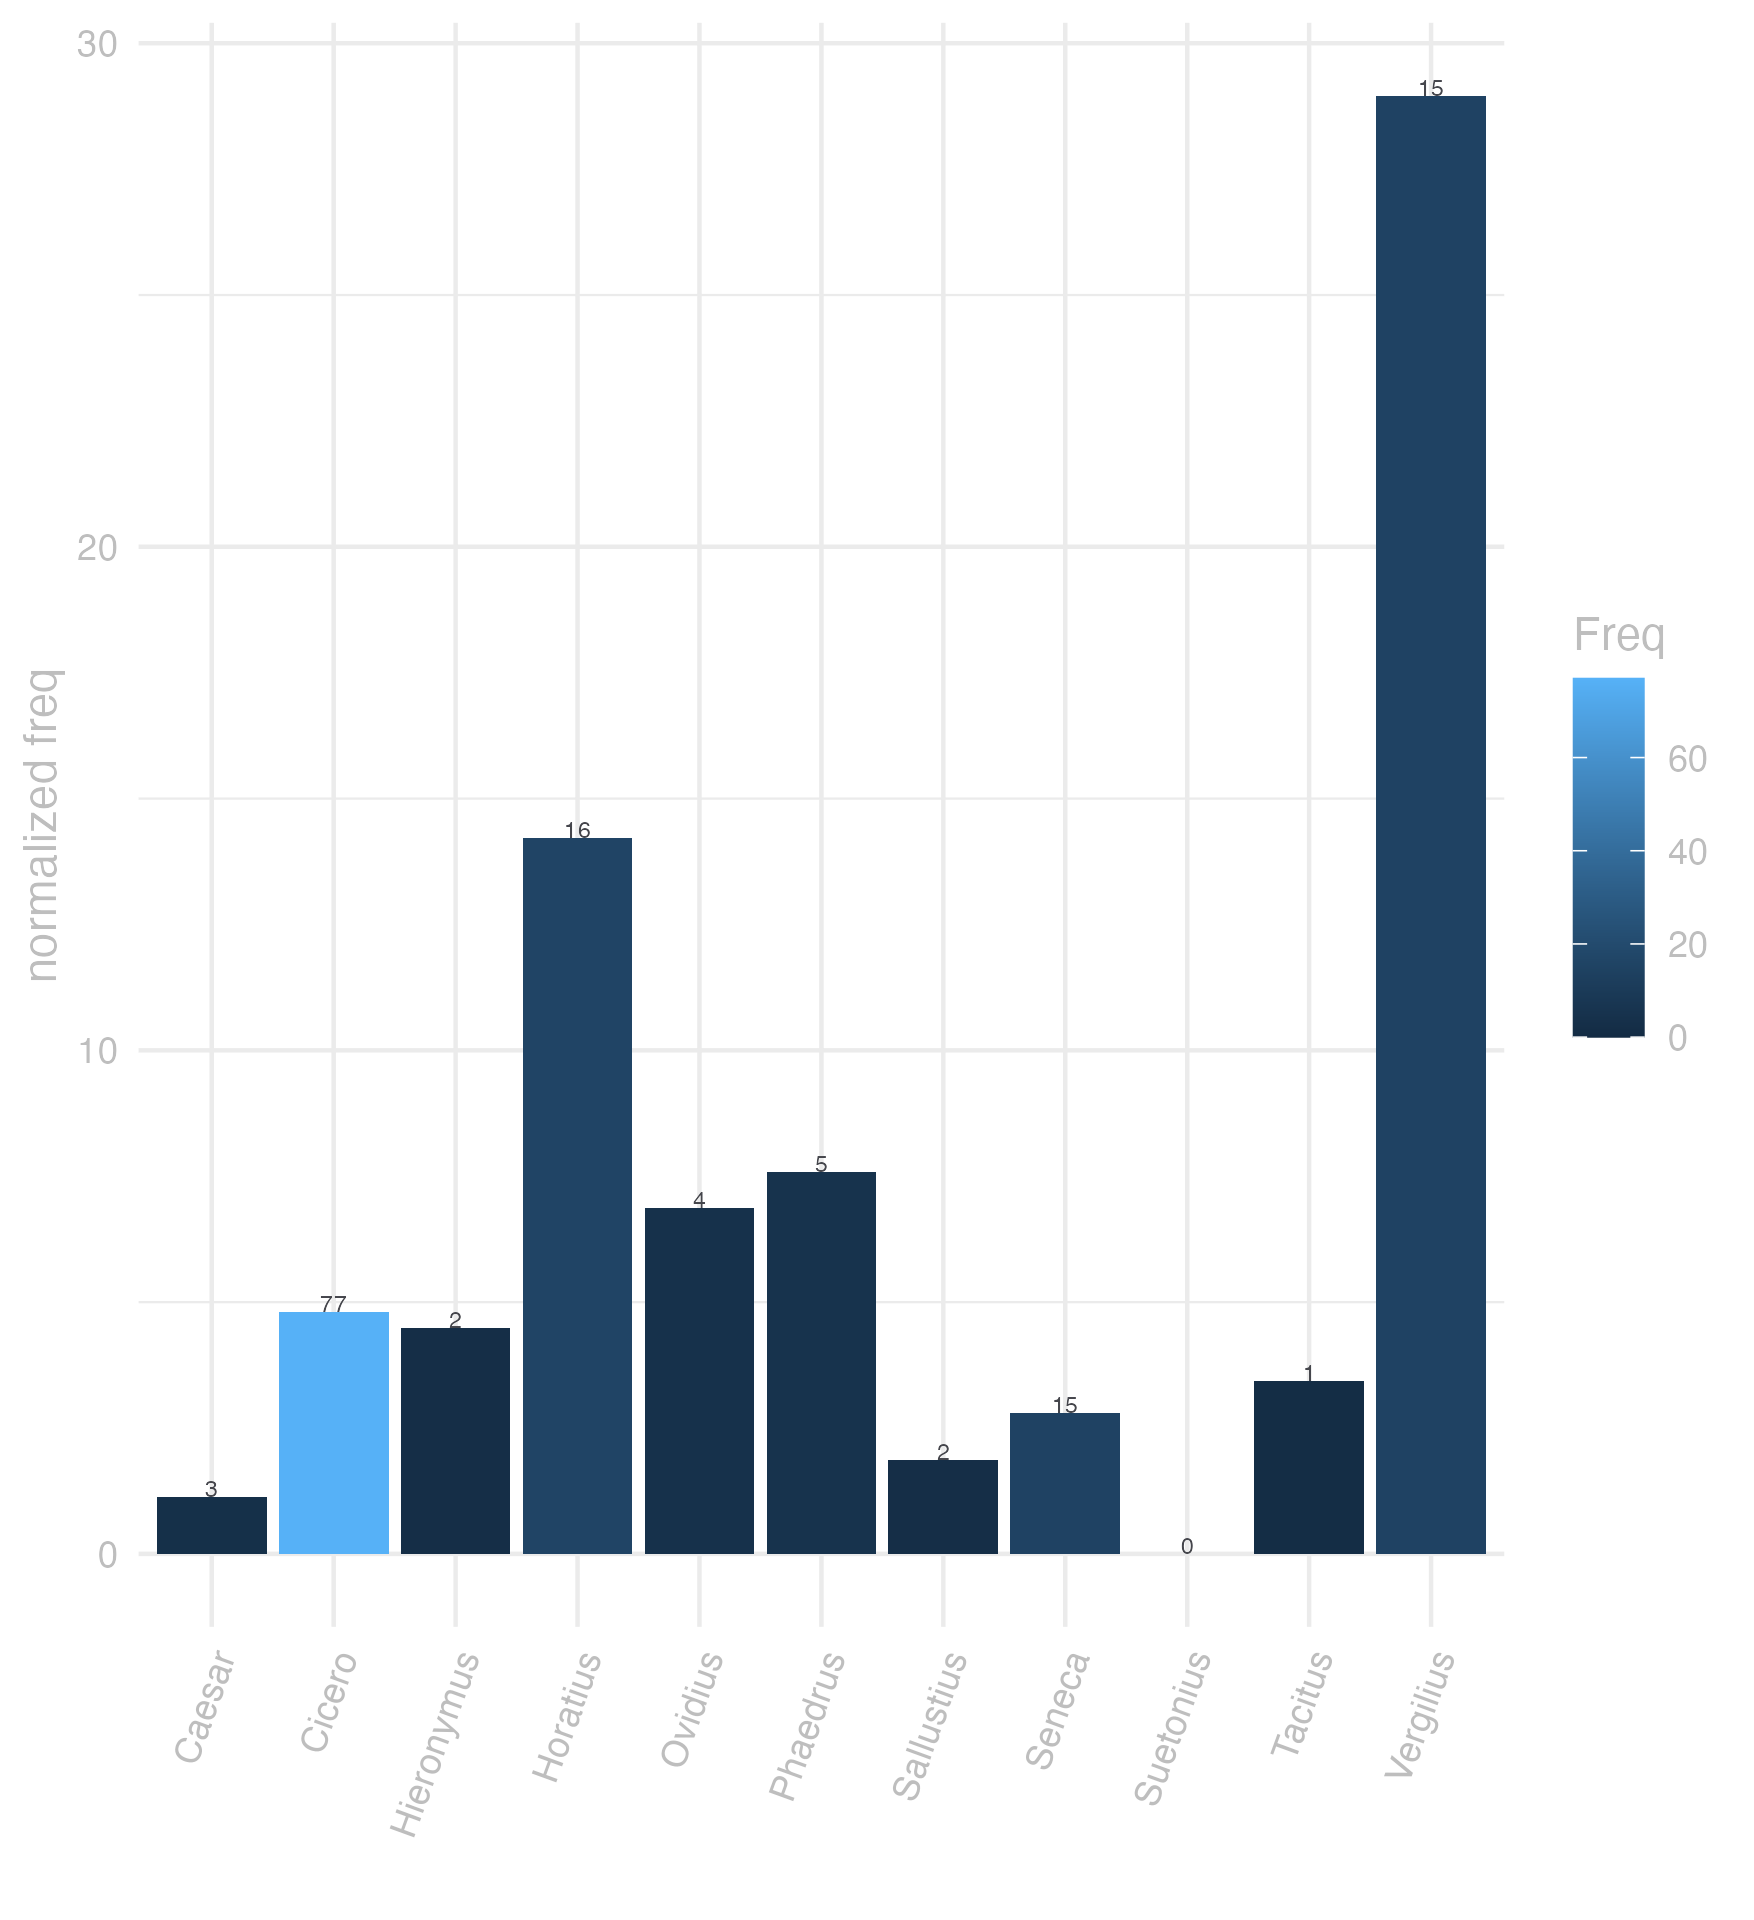 30
20
10
0
normalized freq
15
16
5
4
77
2
1
15
2
3
0
Caesar
Cicero
Hieronymus
Horatius
Ovidius
Phaedrus
Sallustius
Seneca
Suetonius
Tacitus
Vergilius
Freq
60
40
20
0